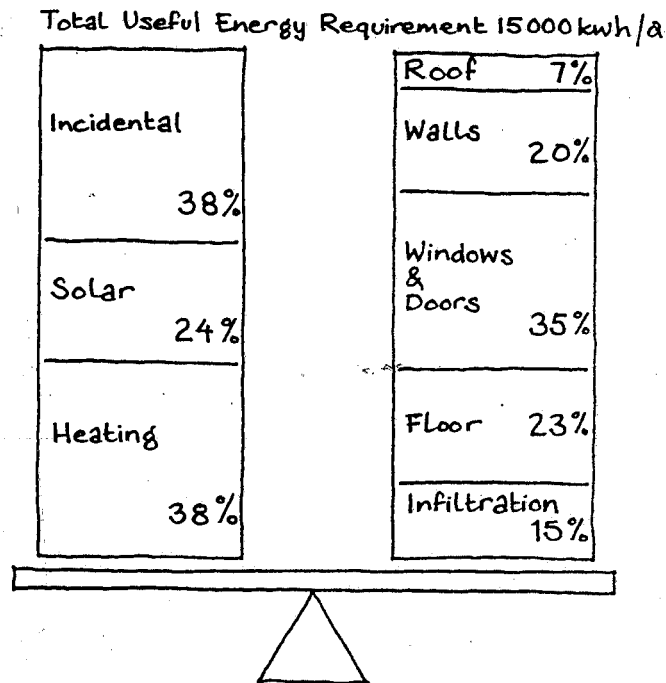 Total Useful Energy Requirement 15000 kwh/a
Incidental
38%
Solar
24%
Heating
38%
Roof 7%
Walls
20%
Windows
&
Doors
35%
Floor 23%
Infiltration
15%